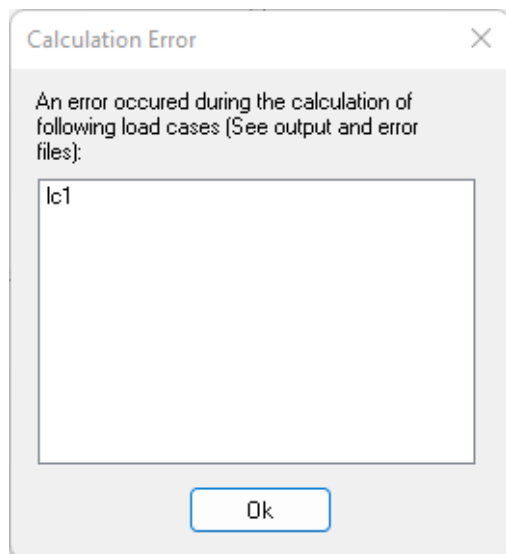 Calculation Error
An error occured during the calculation of
following load cases (See output and error
files):
lc1
Ok